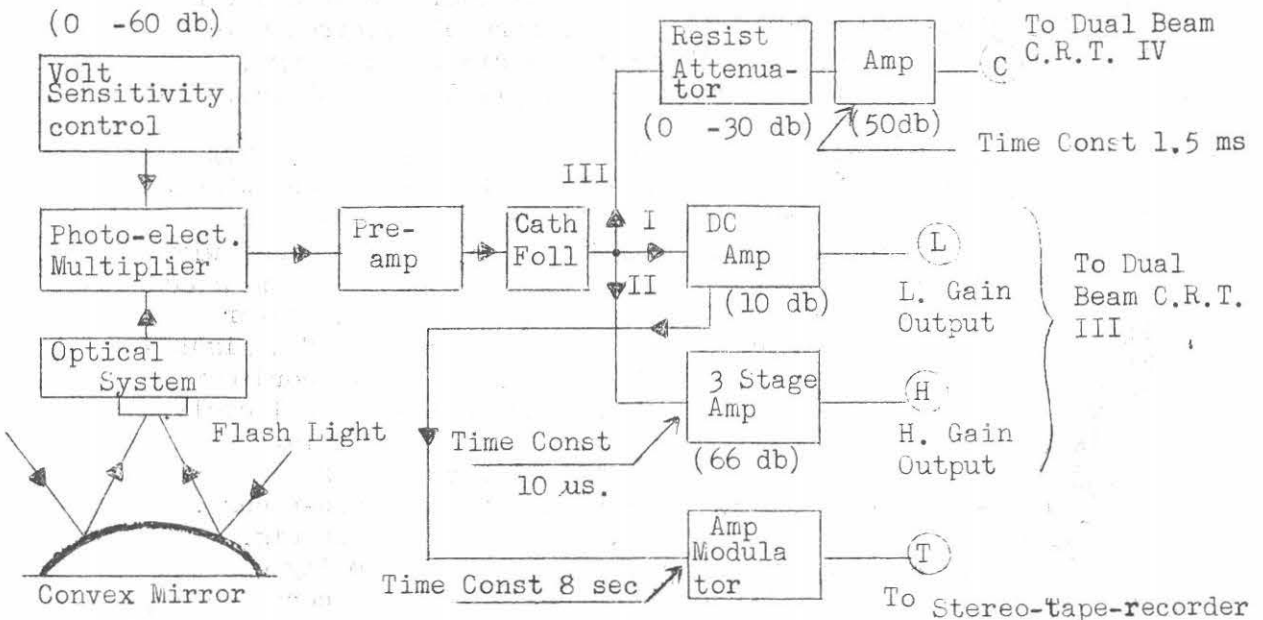 (0 -60 db)
Volt
Sensitivity
control
Photo-elect.
Multiplier
Optical
System
Flash Light
Convex Mirror
Pre-
amp
Cath
Foll
III
I
II
Resist
Attenua-
tor
(0 -30 db)
Amp
(50db)
C
To Dual Beam
C.R.T. IV
Time Const 1.5 ms
DC
Amp
(10 db)
L
L. Gain
Output
To Dual
Beam C.R.T.
III
3 Stage
Amp
(66 db)
H
H. Gain
Output
Time Const
10 µs.
Amp
Modula
tor
Time Const 8 sec
T
To Stereo-tape-recorder